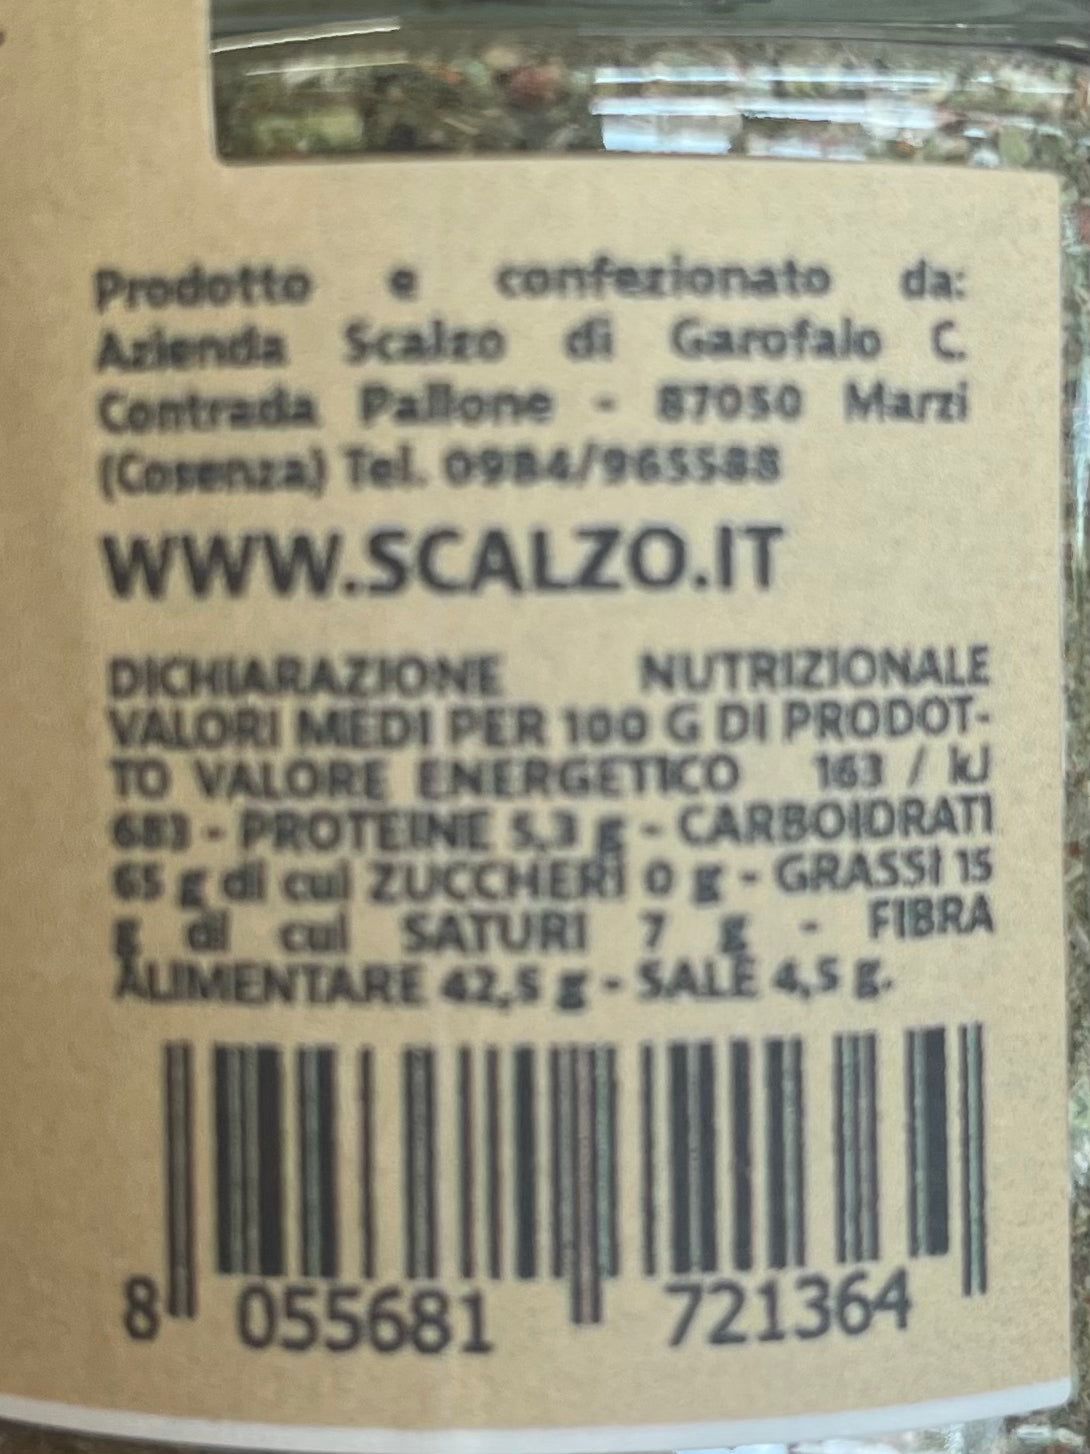 Prodotto e confezionato da:
Azienda Scalzo di Garofalo C.
Contrada Pallone - 87050 Marzi
(Cosenza) Tel. 0984/965588
WWW.SCALZO.IT
DICHIARAZIONE NUTRIZIONALE
VALORI MEDI PER 100 G DI PRODOT-
TO VALORE ENERGETICO 163 / kJ
683 - PROTEINE 5,3 g - CARBOIDRATI
65 g di cui ZUCCHERI 0 g - GRASSI 15
g di cui SATURI 7 g - FIBRA
ALIMENTARE 42,5 g - SALE 4,5 g.
8 055681 721364